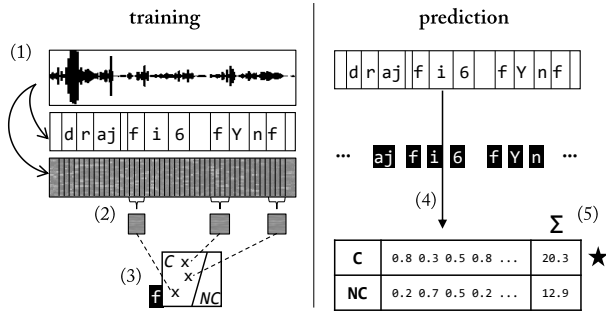 training
(1)
d r aj f i 6 f Y n f
(2)
(3)
C x
x
x
f
NC
prediction
d r aj f i 6 f Y n f
... aj f i 6 f Y n ...
(4)
Σ
(5)
C 0.8 0.3 0.5 0.8 ... 20.3 ★
NC 0.2 0.7 0.5 0.2 ... 12.9